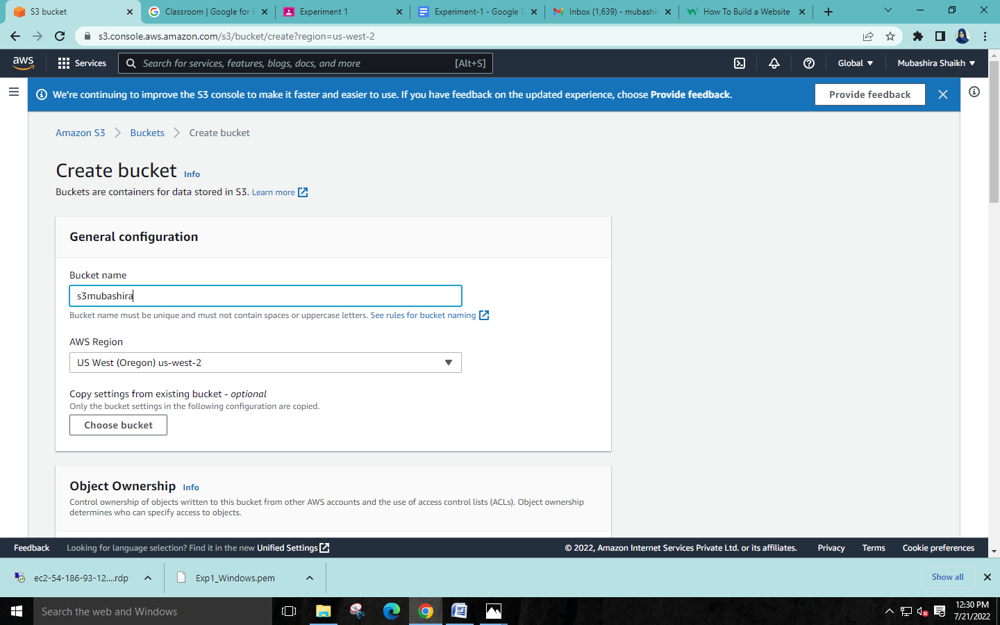 S3 bucket
Classroom | Google for E
Experiment 1
Experiment-1 - Google D
Inbox (1,639) - mubashir
How To Build a Website
s3.console.aws.amazon.com/s3/bucket/create?region=us-west-2
aws
Services
Search for services, features, blogs, docs, and more
[Alt+S]
Global
Mubashira Shaikh
We're continuing to improve the S3 console to make it faster and easier to use. If you have feedback on the updated experience, choose Provide feedback.
Provide feedback
Amazon S3
Buckets
Create bucket
Create bucket Info
Buckets are containers for data stored in S3. Learn more
General configuration
Bucket name
s3mubashira
Bucket name must be unique and must not contain spaces or uppercase letters. See rules for bucket naming
AWS Region
US West (Oregon) us-west-2
Copy settings from existing bucket - optional
Only the bucket settings in the following configuration are copied.
Choose bucket
Object Ownership Info
Control ownership of objects written to this bucket from other AWS accounts and the use of access control lists (ACLs). Object ownership
determines who can specify access to objects.
Feedback
Looking for language selection? Find it in the new Unified Settings
© 2022, Amazon Internet Services Private Ltd. or its affiliates.
Privacy
Terms
Cookie preferences
ec2-54-186-93-12....rdp
Exp1_Windows.pem
Show all
Search the web and Windows
12:30 PM
7/21/2022